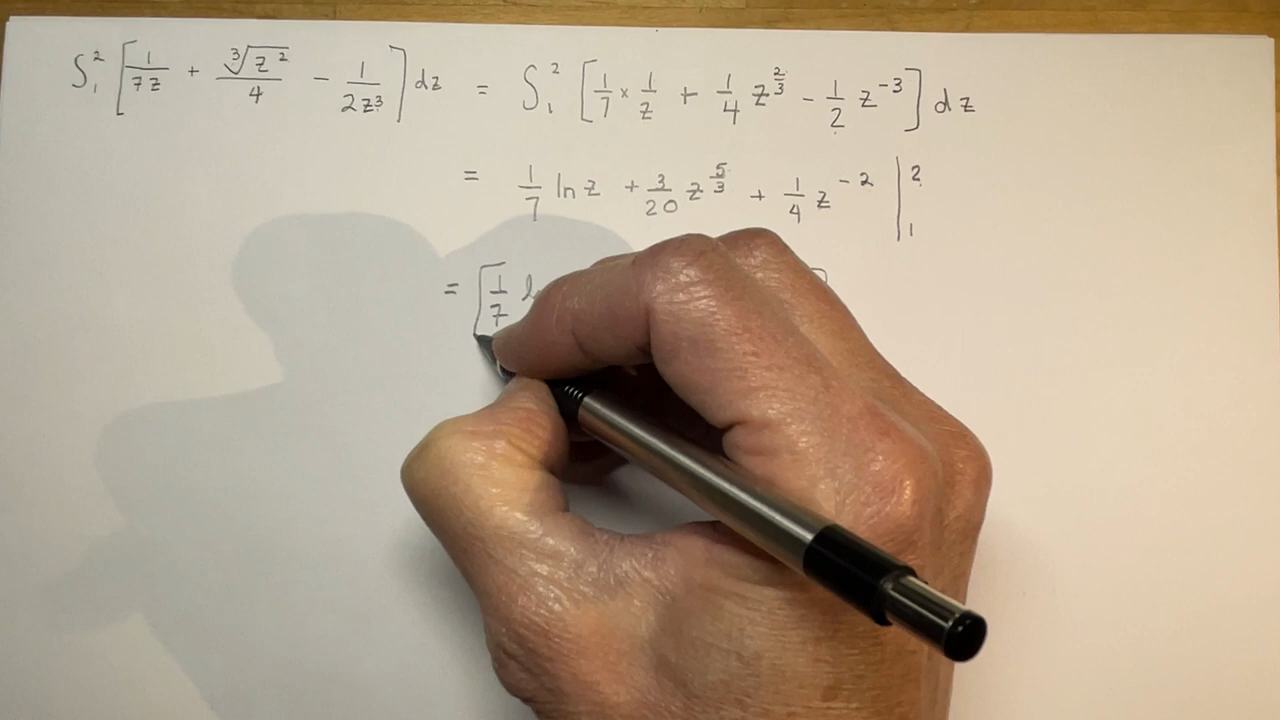 ∫₁² [1/7z + ∛z²/4 − 1/2z³] dz = ∫₁² [1/7 × 1/z + 1/4 z^(2/3) − 1/2 z⁻³] dz
= 1/7 ln z + 3/20 z^(5/3) + 1/4 z⁻² |₁²
= [1/7